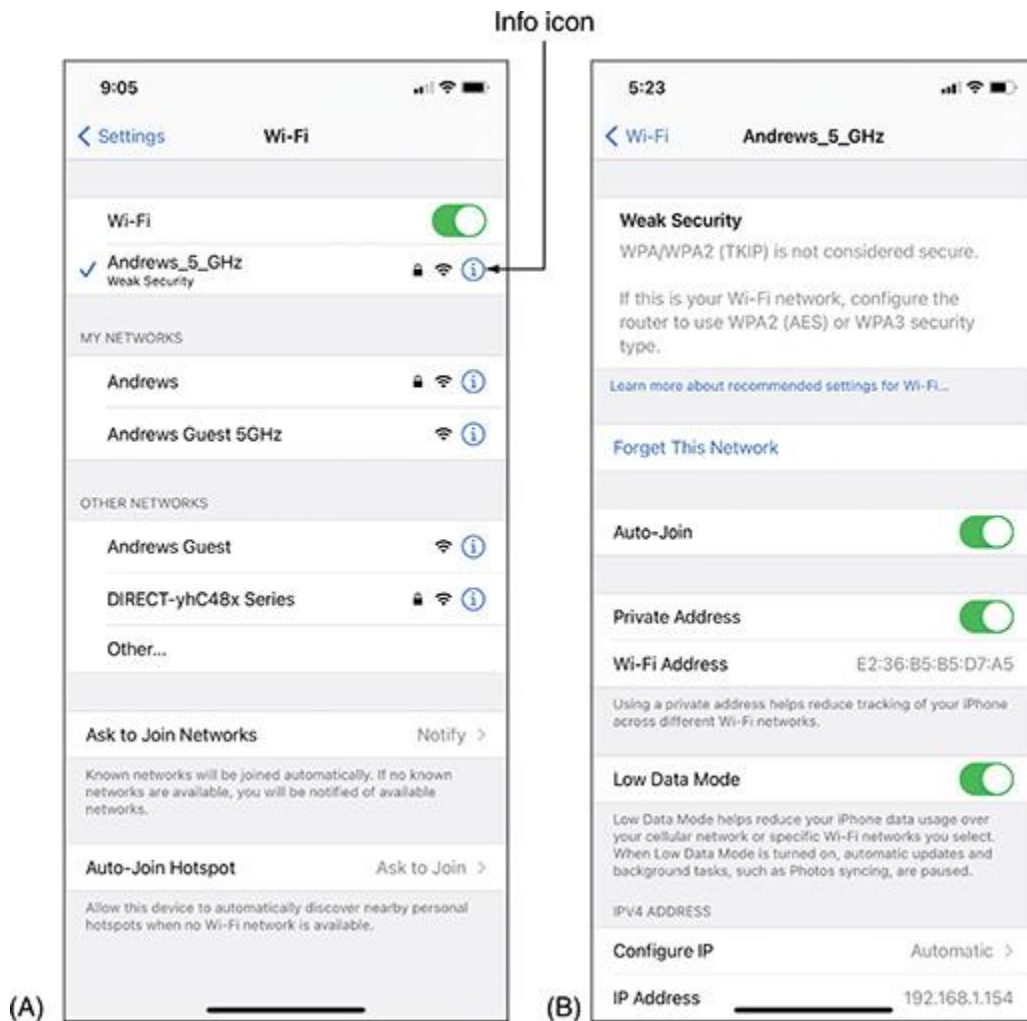 Info icon
9:05
Settings
Wi-Fi
Wi-Fi
Andrews_5_GHz
Weak Security
MY NETWORKS
Andrews
Andrews Guest 5GHz
OTHER NETWORKS
Andrews Guest
DIRECT-yhC48x Series
Other...
Ask to Join Networks Notify
Known networks will be joined automatically. If no known
networks are available, you will be notified of available
networks.
Auto-Join Hotspot Ask to Join
Allow this device to automatically discover nearby personal
hotspots when no Wi-Fi network is available.
(A)
5:23
Wi-Fi
Andrews_5_GHz
Weak Security
WPA/WPA2 (TKIP) is not considered secure.
If this is your Wi-Fi network, configure the
router to use WPA2 (AES) or WPA3 security
type.
Learn more about recommended settings for Wi-Fi...
Forget This Network
Auto-Join
Private Address
Wi-Fi Address E2:36:B5:B5:D7:A5
Using a private address helps reduce tracking of your iPhone
across different Wi-Fi networks.
Low Data Mode
Low Data Mode helps reduce your iPhone data usage over
your cellular network or specific Wi-Fi networks you select.
When Low Data Mode is turned on, automatic updates and
background tasks, such as Photos syncing, are paused.
IPV4 ADDRESS
Configure IP Automatic
IP Address 192.168.1.154
(B)